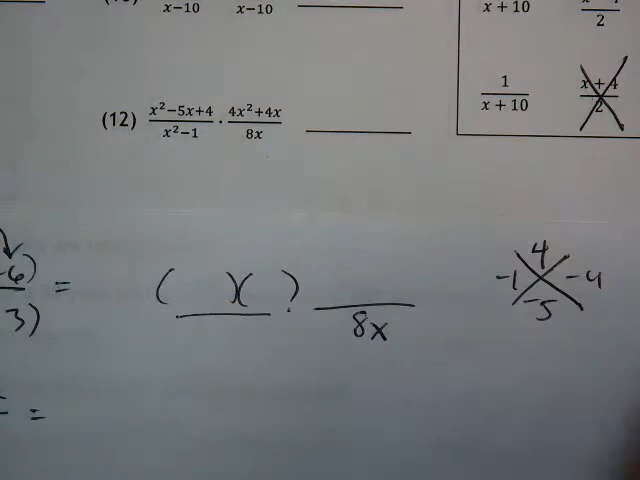 x−10 x−10
x + 10
2
1/(x + 10) (x + 4)/2
(12) (x²−5x+4)/(x²−1) · (4x²+4x)/(8x)
-6) = ( )( ) 4
3) 8x -1 -4
-5
=